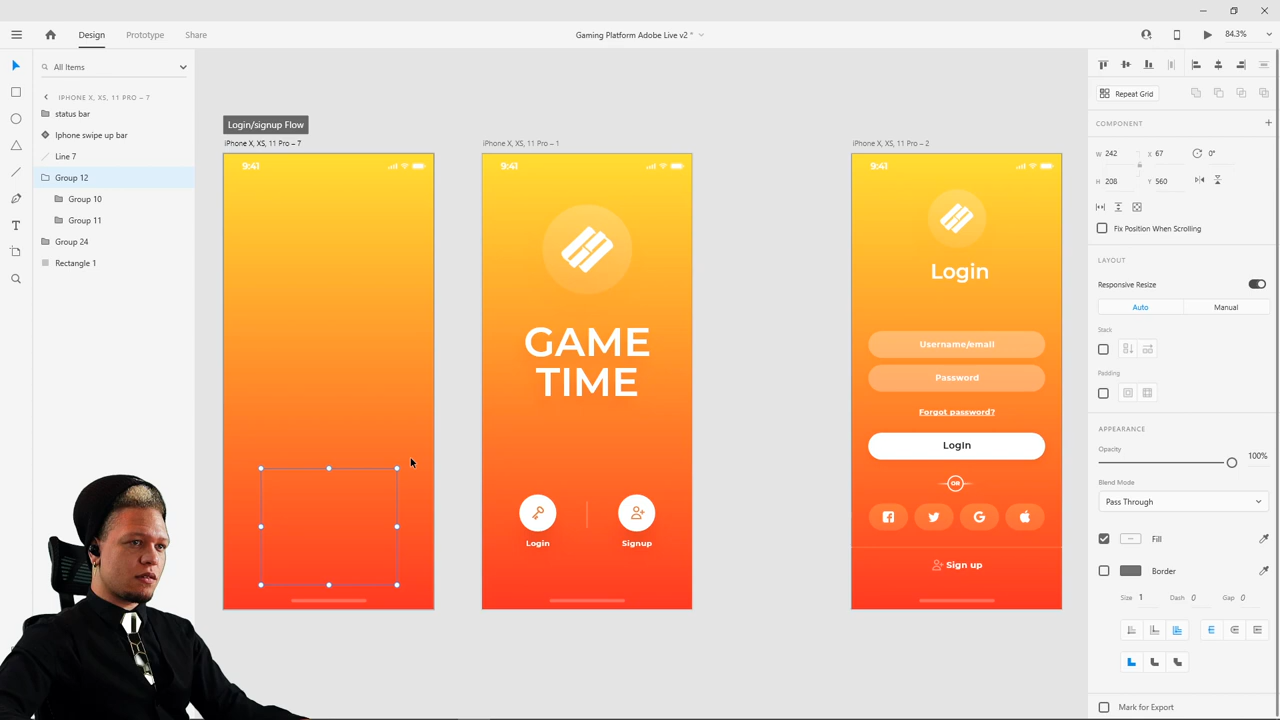 Design
Prototype
Share
Gaming Platform Adobe Live v2 *
84.3%
All Items
IPHONE X, XS, 11 PRO – 7
status bar
Iphone swipe up bar
Line 7
Group 12
Group 10
Group 11
Group 24
Rectangle 1
Login/signup Flow
iPhone X, XS, 11 Pro – 7
9:41
iPhone X, XS, 11 Pro – 1
9:41
GAME
TIME
Login
Signup
iPhone X, XS, 11 Pro – 2
9:41
Login
Username/email
Password
Forgot password?
Login
OR
Sign up
Repeat Grid
COMPONENT
W 242 X 67 0°
H 208 Y 560
Fix Position When Scrolling
LAYOUT
Responsive Resize
Auto Manual
Stack
Padding
APPEARANCE
Opacity
100%
Blend Mode
Pass Through
Fill
Border
Size 1 Dash 0 Gap 0
Mark for Export